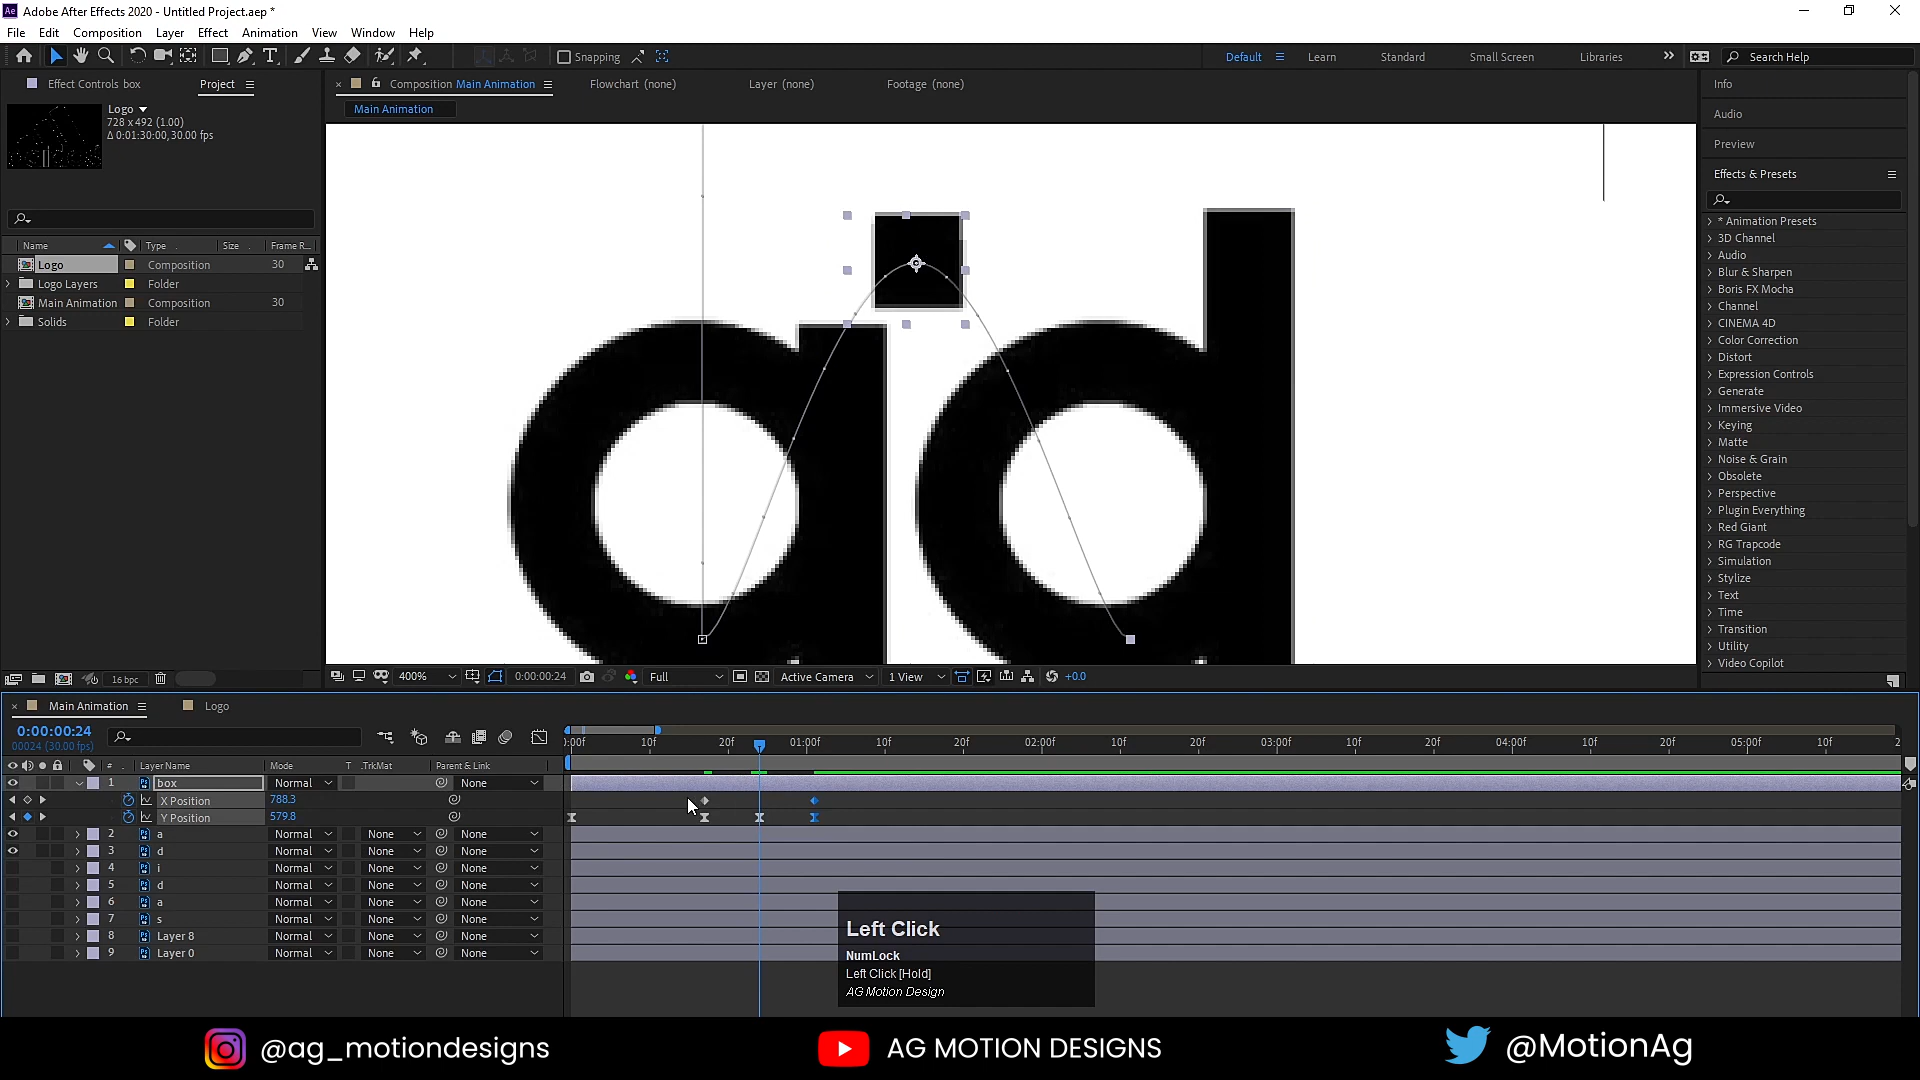 Ae Adobe After Effects 2020 - Untitled Project.aep *
File Edit Composition Layer Effect Animation View Window Help
Snapping
Default Learn Standard Small Screen Libraries Search Help
Effect Controls box Project
Composition Main Animation Flowchart (none) Layer (none) Footage (none)
Main Animation
Logo
728 x 492 (1.00)
Δ 0:01:30:00, 30.00 fps
Name Type Size Frame R...
Logo Composition 30
Logo Layers Folder
Main Animation Composition 30
Solids Folder
16 bpc
400% 0:00:00:24 Full Active Camera 1 View +0.0
ad
Info
Audio
Preview
Effects & Presets
* Animation Presets
3D Channel
Audio
Blur & Sharpen
Boris FX Mocha
Channel
CINEMA 4D
Color Correction
Distort
Expression Controls
Generate
Immersive Video
Keying
Matte
Noise & Grain
Obsolete
Perspective
Plugin Everything
Red Giant
RG Trapcode
Simulation
Stylize
Text
Time
Transition
Utility
Video Copilot
Main Animation Logo
0:00:00:24
00024 (30.00 fps)
):00f 10f 20f 01:00f 10f 20f 02:00f 10f 20f 03:00f 10f 20f 04:00f 10f 20f 05:00f 10f 2
# Layer Name Mode T .TrkMat Parent & Link
1 box Normal None
X Position 788.3
Y Position 579.8
2 a Normal None None
3 d Normal None None
4 i Normal None None
5 d Normal None None
6 a Normal None None
7 s Normal None None
8 Layer 8 Normal None None
9 Layer 0 Normal None None
Left Click
NumLock
Left Click [Hold]
AG Motion Design
@ag_motiondesigns AG MOTION DESIGNS @MotionAg